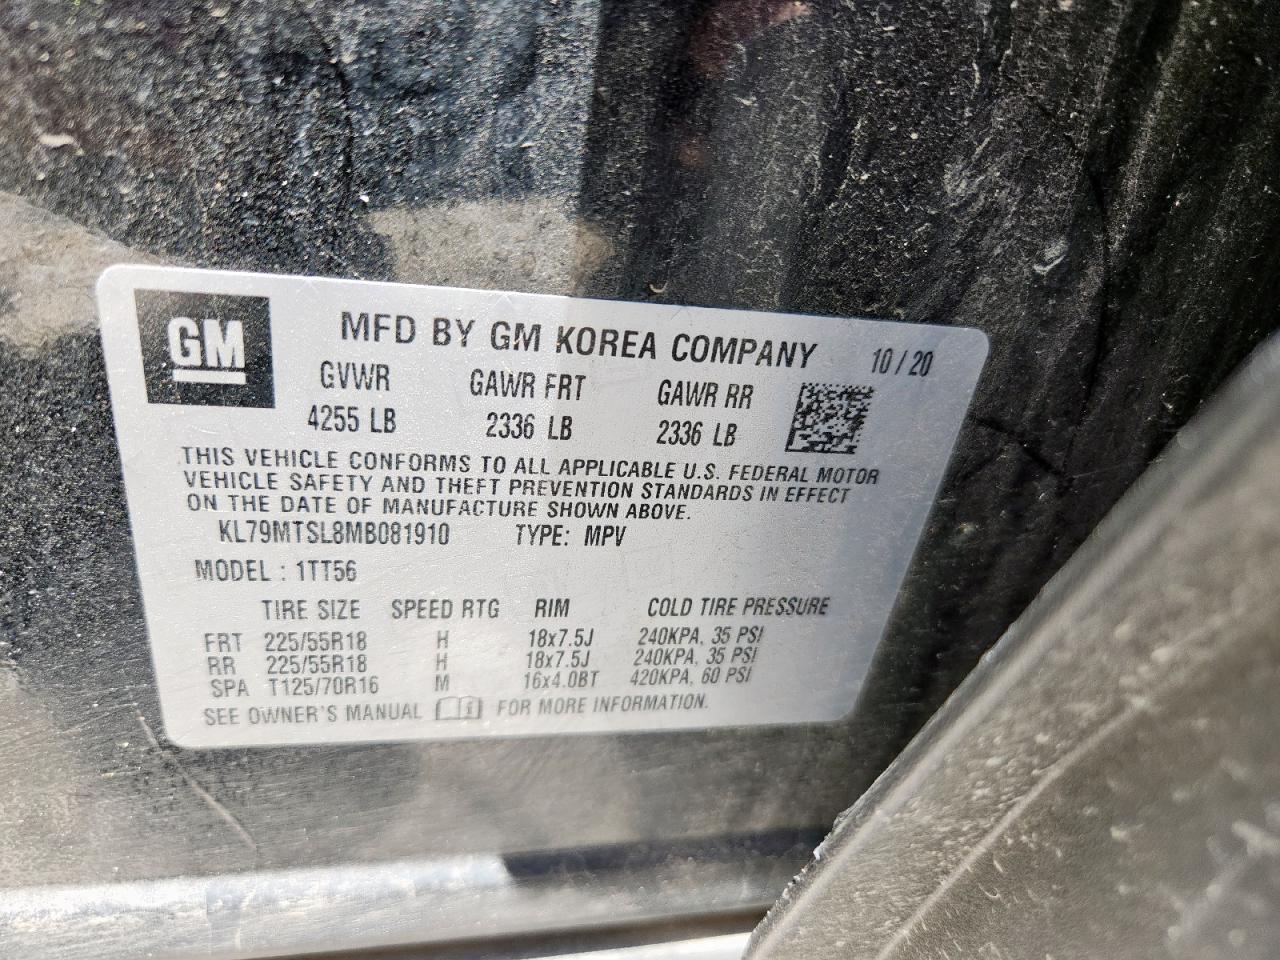 GM
MFD BY GM KOREA COMPANY 10/20
GVWR GAWR FRT GAWR RR
4255 LB 2336 LB 2336 LB
THIS VEHICLE CONFORMS TO ALL APPLICABLE U.S. FEDERAL MOTOR
VEHICLE SAFETY AND THEFT PREVENTION STANDARDS IN EFFECT
ON THE DATE OF MANUFACTURE SHOWN ABOVE.
KL79MTSL8MB081910 TYPE: MPV
MODEL : 1TT56
TIRE SIZE SPEED RTG RIM COLD TIRE PRESSURE
FRT 225/55R18 H 18x7.5J 240KPA, 35 PSI
RR 225/55R18 H 18x7.5J 240KPA, 35 PSI
SPA T125/70R16 M 16x4.0BT 420KPA, 60 PSI
SEE OWNER'S MANUAL FOR MORE INFORMATION.